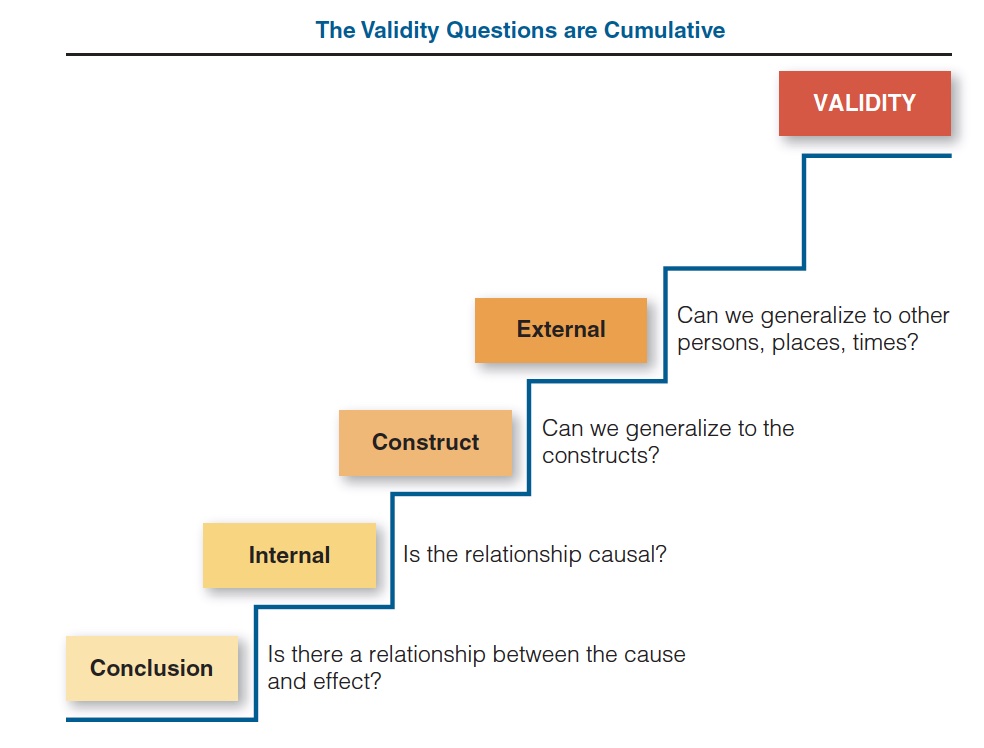 The Validity Questions are Cumulative
VALIDITY
External
Can we generalize to other
persons, places, times?
Construct
Can we generalize to the
constructs?
Internal
Is the relationship causal?
Conclusion
Is there a relationship between the cause
and effect?